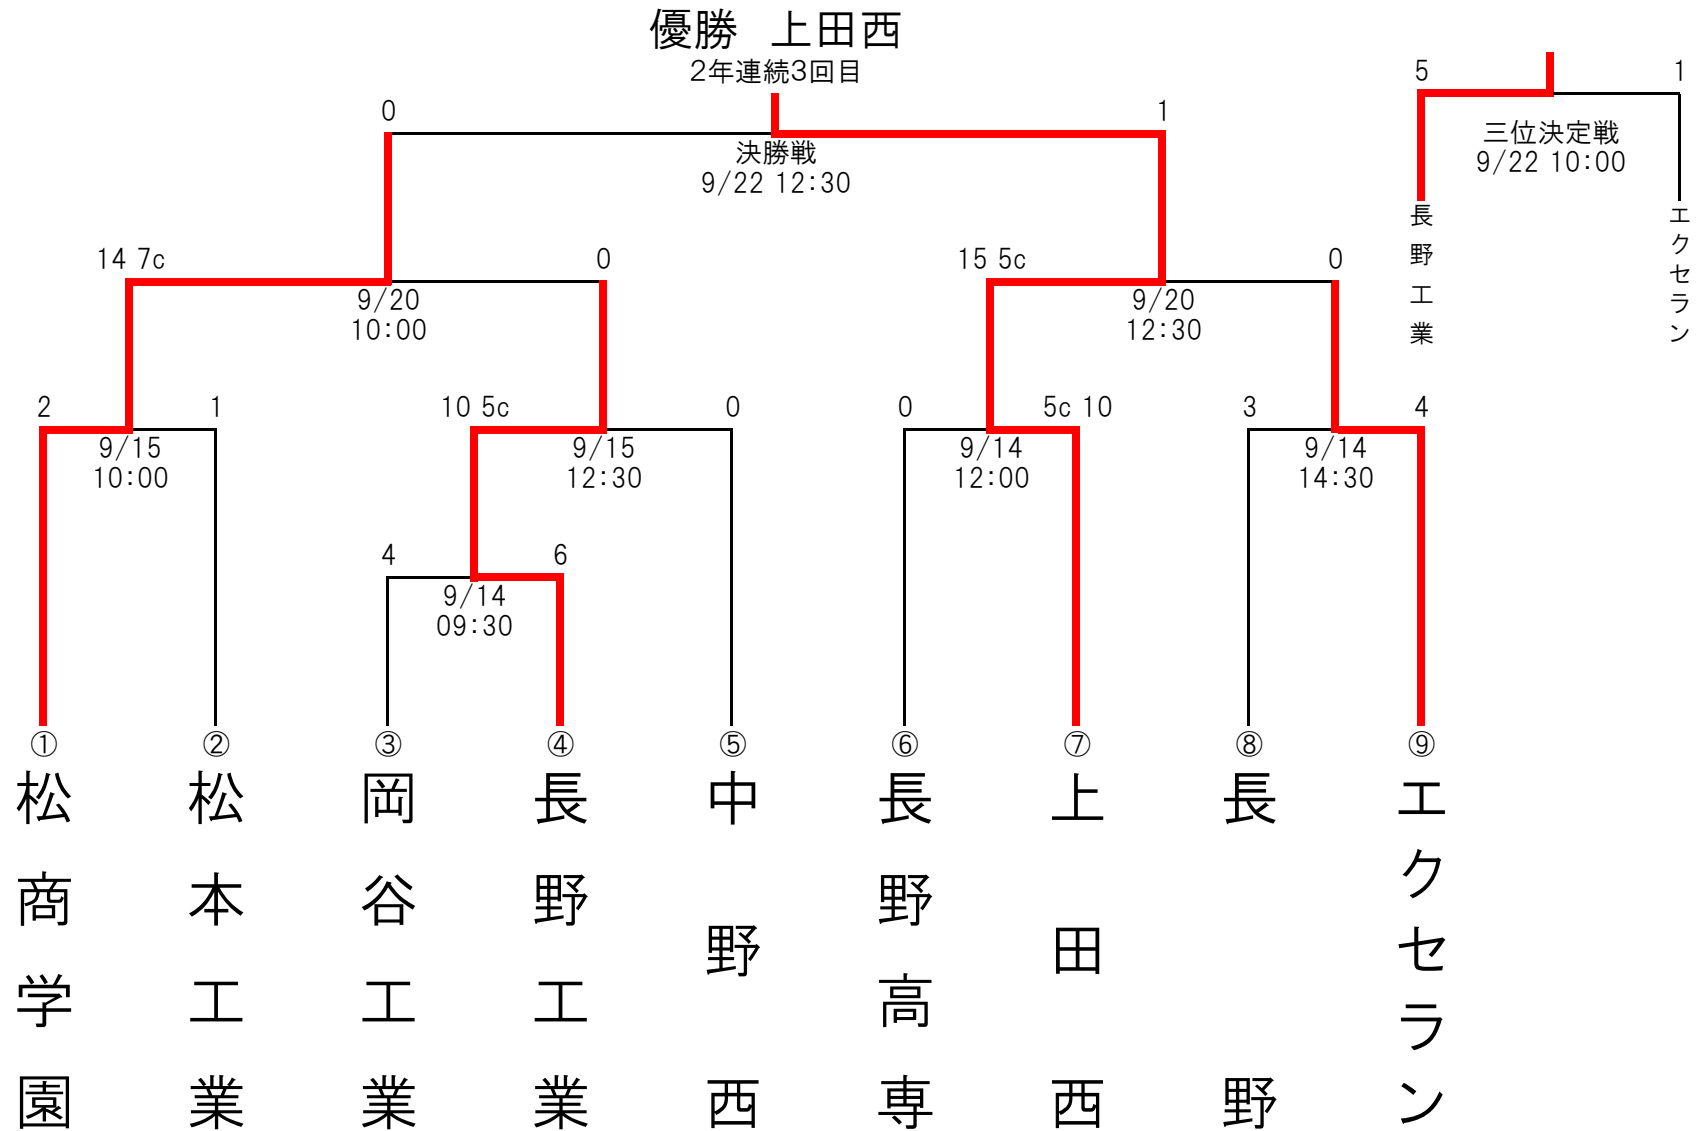 優勝 上田西
2年連続3回目
0
1
決勝戦
9/22 12:30
5
1
三位決定戦
9/22 10:00
長野工業
エクセラン
14 7c
0
9/20
10:00
15 5c
0
9/20
12:30
2
1
9/15
10:00
10 5c
0
9/15
12:30
0
5c 10
9/14
12:00
3
4
9/14
14:30
4
6
9/14
09:30
①
松商学園
②
松本工業
③
岡谷工業
④
長野工業
⑤
中野西
⑥
長野高専
⑦
上田西
⑧
長野
⑨
エクセラン